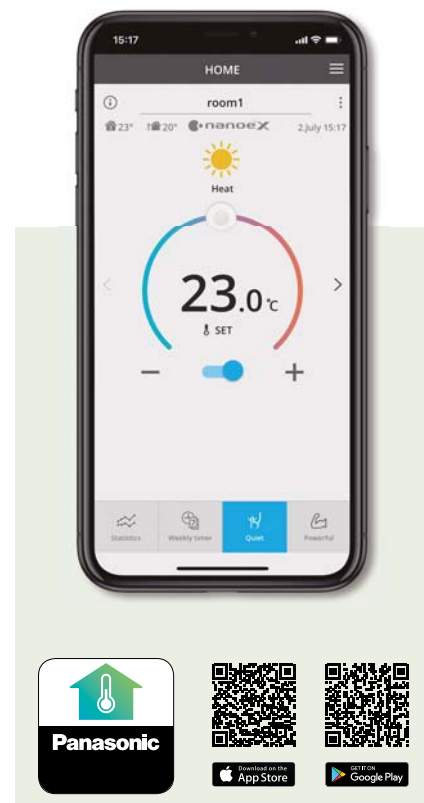 15:17
HOME
room1
23° 20° nanoeX 2.July 15:17
Heat
23.0℃
SET
− +
Statistics Weekly timer Quiet Powerful
Panasonic
Download on the
App Store
GET IT ON
Google Play